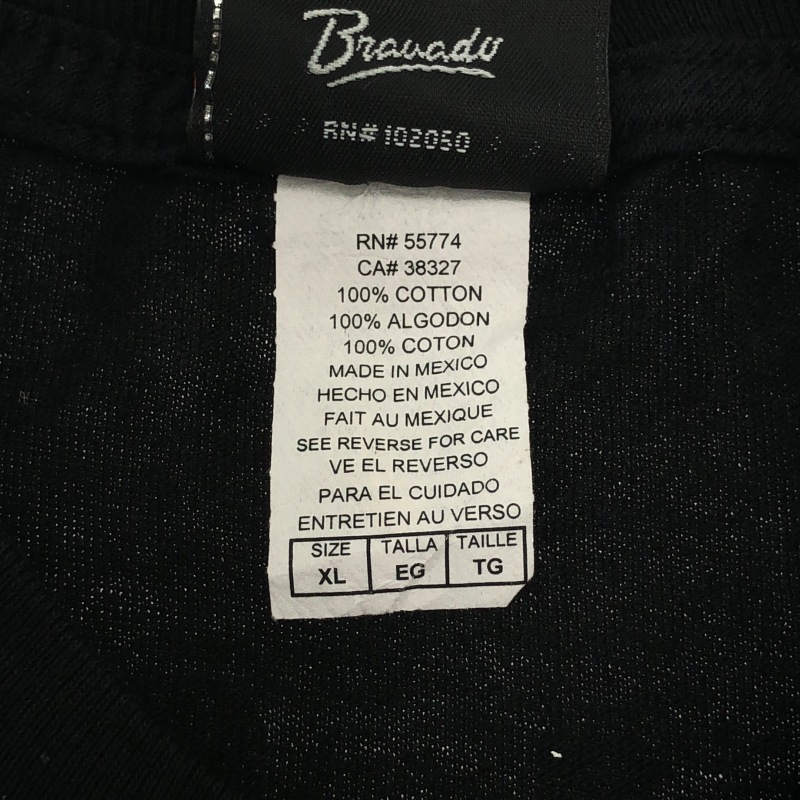 Bravado
RN#102050
RN# 55774
CA# 38327
100% COTTON
100% ALGODON
100% COTON
MADE IN MEXICO
HECHO EN MEXICO
FAIT AU MEXIQUE
SEE REVERSE FOR CARE
VE EL REVERSO
PARA EL CUIDADO
ENTRETIEN AU VERSO
SIZE TALLA TAILLE
XL EG TG